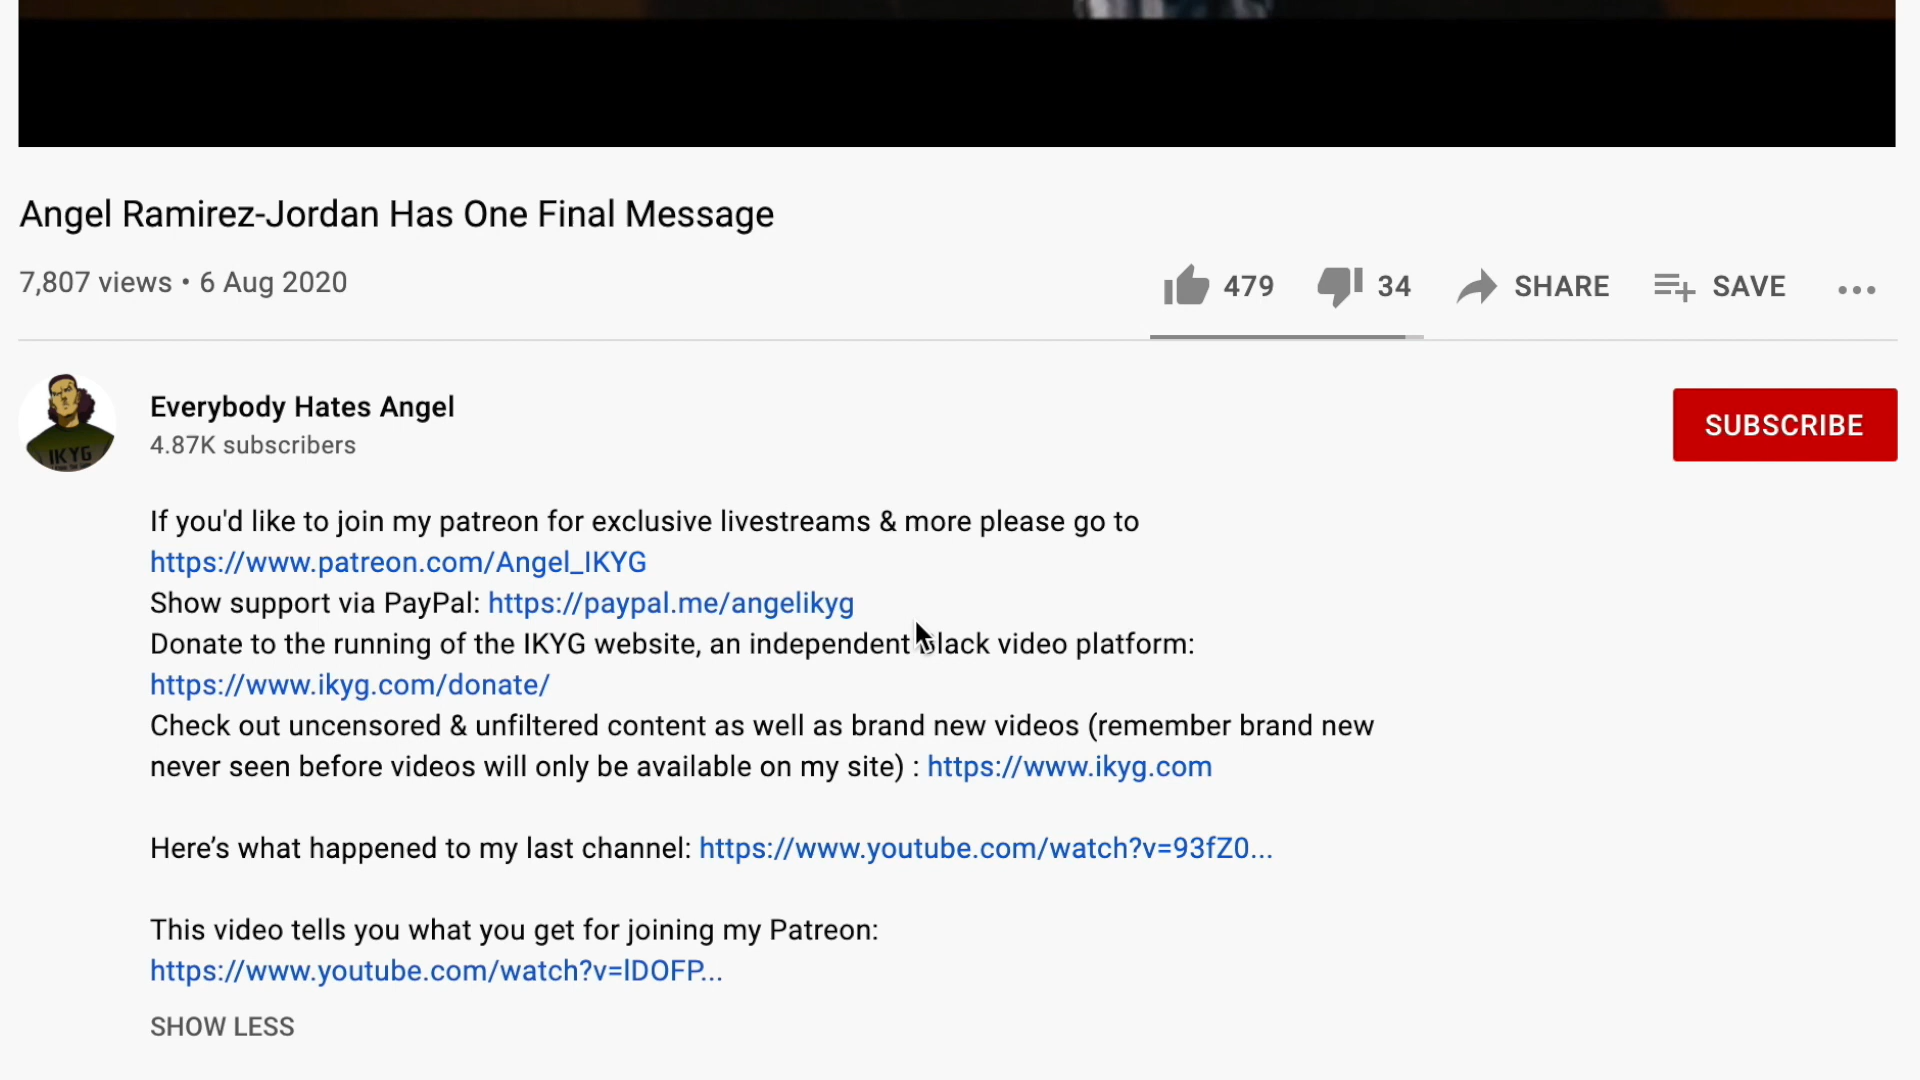 Angel Ramirez-Jordan Has One Final Message
7,807 views • 6 Aug 2020
479 34 SHARE SAVE
Everybody Hates Angel
4.87K subscribers
SUBSCRIBE
IKYG
If you'd like to join my patreon for exclusive livestreams & more please go to
https://www.patreon.com/Angel_IKYG
Show support via PayPal: https://paypal.me/angelikyg
Donate to the running of the IKYG website, an independent black video platform:
https://www.ikyg.com/donate/
Check out uncensored & unfiltered content as well as brand new videos (remember brand new
never seen before videos will only be available on my site) : https://www.ikyg.com
Here’s what happened to my last channel: https://www.youtube.com/watch?v=93fZ0...
This video tells you what you get for joining my Patreon:
https://www.youtube.com/watch?v=lDOFP...
SHOW LESS